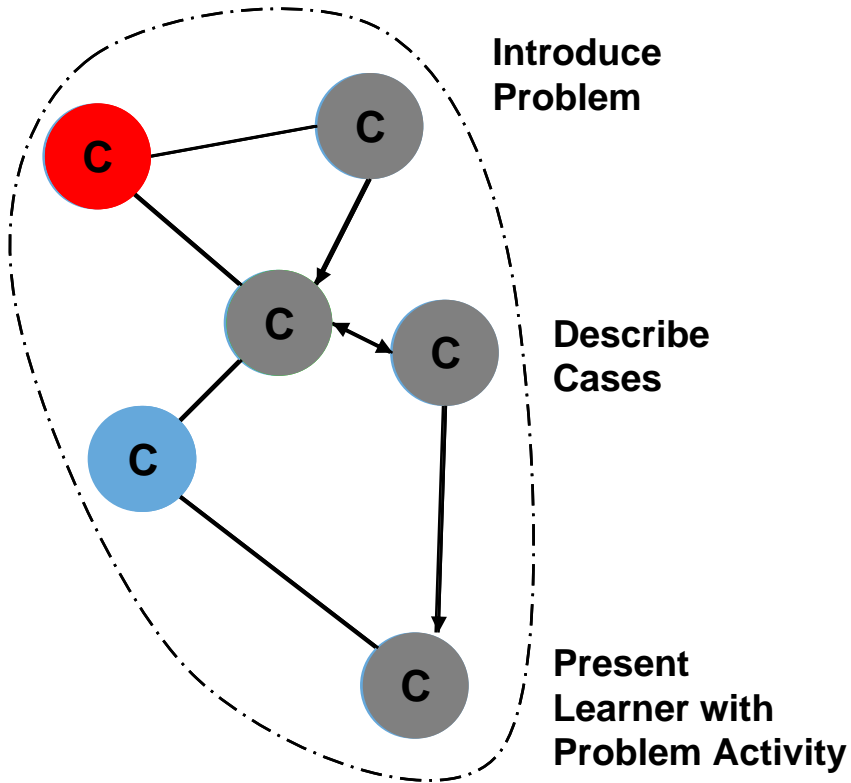 Introduce
Problem
C
C
C
C
Describe
Cases
C
C
Present
Learner with
Problem Activity